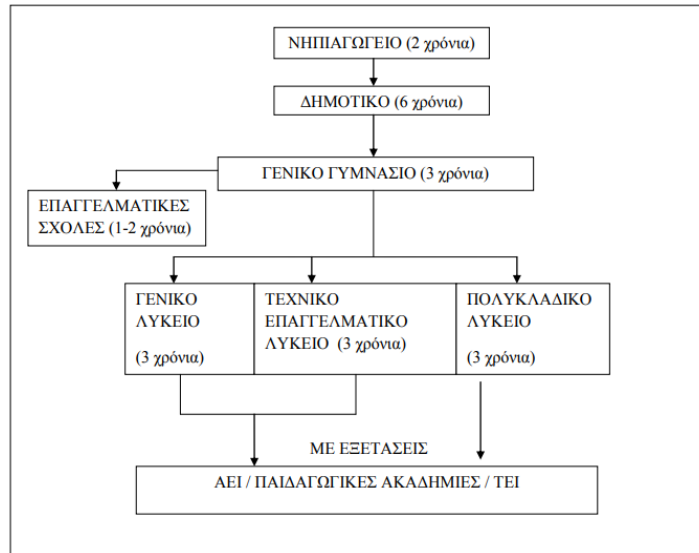 ΝΗΠΙΑΓΩΓΕΙΟ (2 χρόνια)
ΔΗΜΟΤΙΚΟ (6 χρόνια)
ΓΕΝΙΚΟ ΓΥΜΝΑΣΙΟ (3 χρόνια)
ΕΠΑΓΓΕΛΜΑΤΙΚΕΣ
ΣΧΟΛΕΣ (1-2 χρόνια)
ΓΕΝΙΚΟ
ΛΥΚΕΙΟ
(3 χρόνια)
ΤΕΧΝΙΚΟ
ΕΠΑΓΓΕΛΜΑΤΙΚΟ
ΛΥΚΕΙΟ (3 χρόνια)
ΠΟΛΥΚΛΑΔΙΚΟ
ΛΥΚΕΙΟ
(3 χρόνια)
ΜΕ ΕΞΕΤΑΣΕΙΣ
ΑΕΙ / ΠΑΙΔΑΓΩΓΙΚΕΣ ΑΚΑΔΗΜΙΕΣ / ΤΕΙ